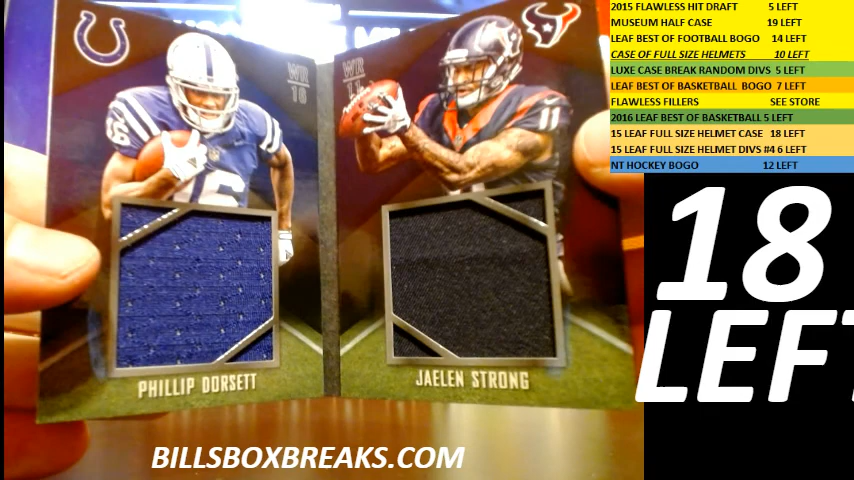 2015 FLAWLESS HIT DRAFT 5 LEFT
MUSEUM HALF CASE 19 LEFT
LEAF BEST OF FOOTBALL BOGO 14 LEFT
CASE OF FULL SIZE HELMETS 10 LEFT
LUXE CASE BREAK RANDOM DIVS 5 LEFT
LEAF BEST OF BASKETBALL BOGO 7 LEFT
FLAWLESS FILLERS SEE STORE
2016 LEAF BEST OF BASKETBALL 5 LEFT
15 LEAF FULL SIZE HELMET CASE 18 LEFT
15 LEAF FULL SIZE HELMET DIVS #4 6 LEFT
NT HOCKEY BOGO 12 LEFT
18
LEFT
WR
16
WR
11
16
16
11
PHILLIP DORSETT
JAELEN STRONG
BILLSBOXBREAKS.COM